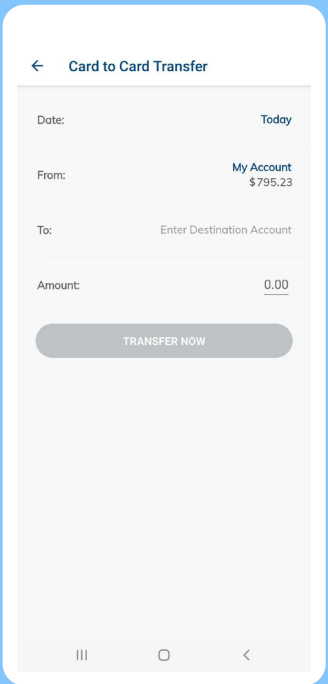 Card to Card Transfer
Date: Today
From: My Account
$795.23
To: Enter Destination Account
Amount: 0.00
TRANSFER NOW